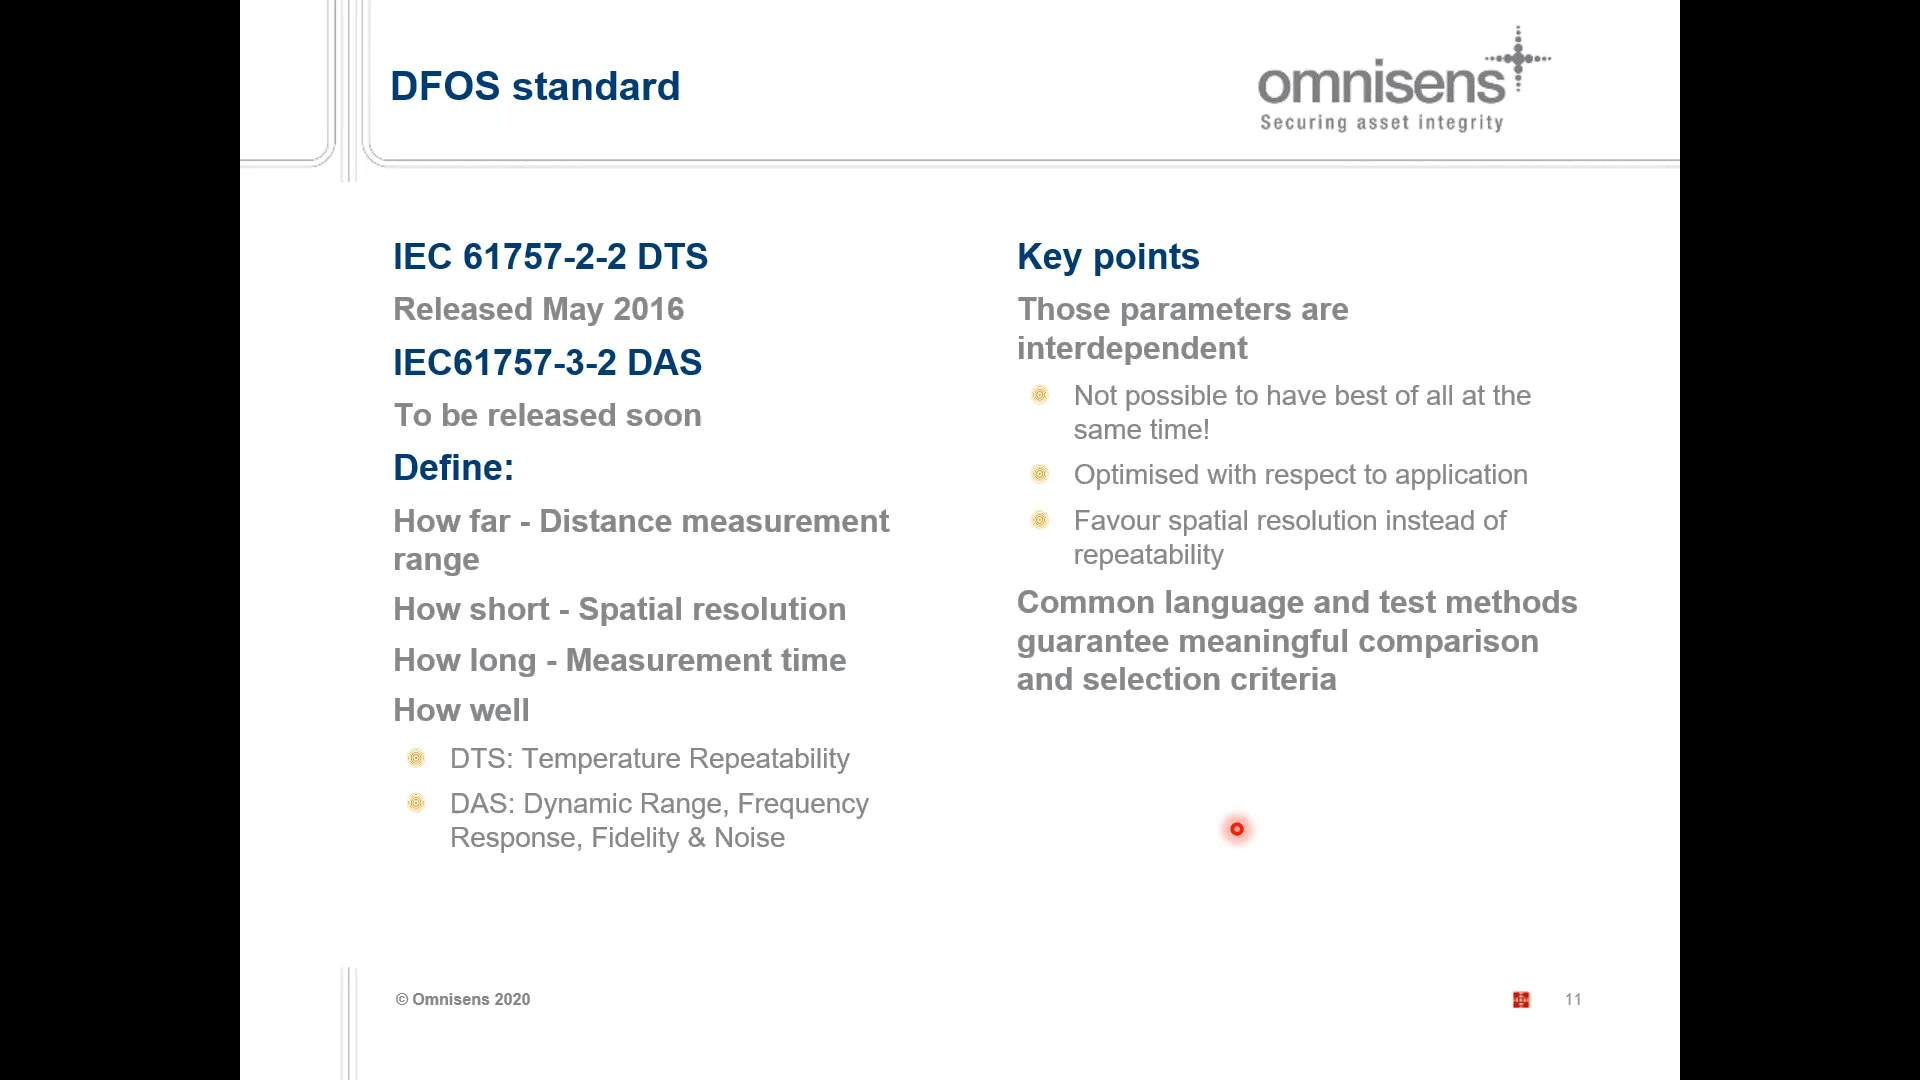 DFOS standard
omnisens
Securing asset integrity
IEC 61757-2-2 DTS
Released May 2016
IEC61757-3-2 DAS
To be released soon
Define:
How far - Distance measurement
range
How short - Spatial resolution
How long - Measurement time
How well
DTS: Temperature Repeatability
DAS: Dynamic Range, Frequency
Response, Fidelity & Noise
Key points
Those parameters are
interdependent
Not possible to have best of all at the
same time!
Optimised with respect to application
Favour spatial resolution instead of
repeatability
Common language and test methods
guarantee meaningful comparison
and selection criteria
© Omnisens 2020
11